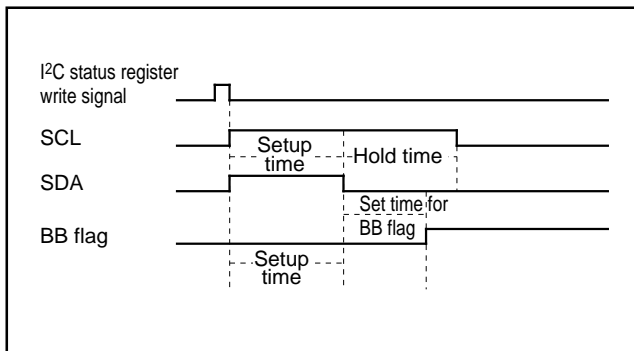 I2C status register
write signal
SCL
Setup
time
Hold time
SDA
Set time for
BB flag
BB flag
Setup
time